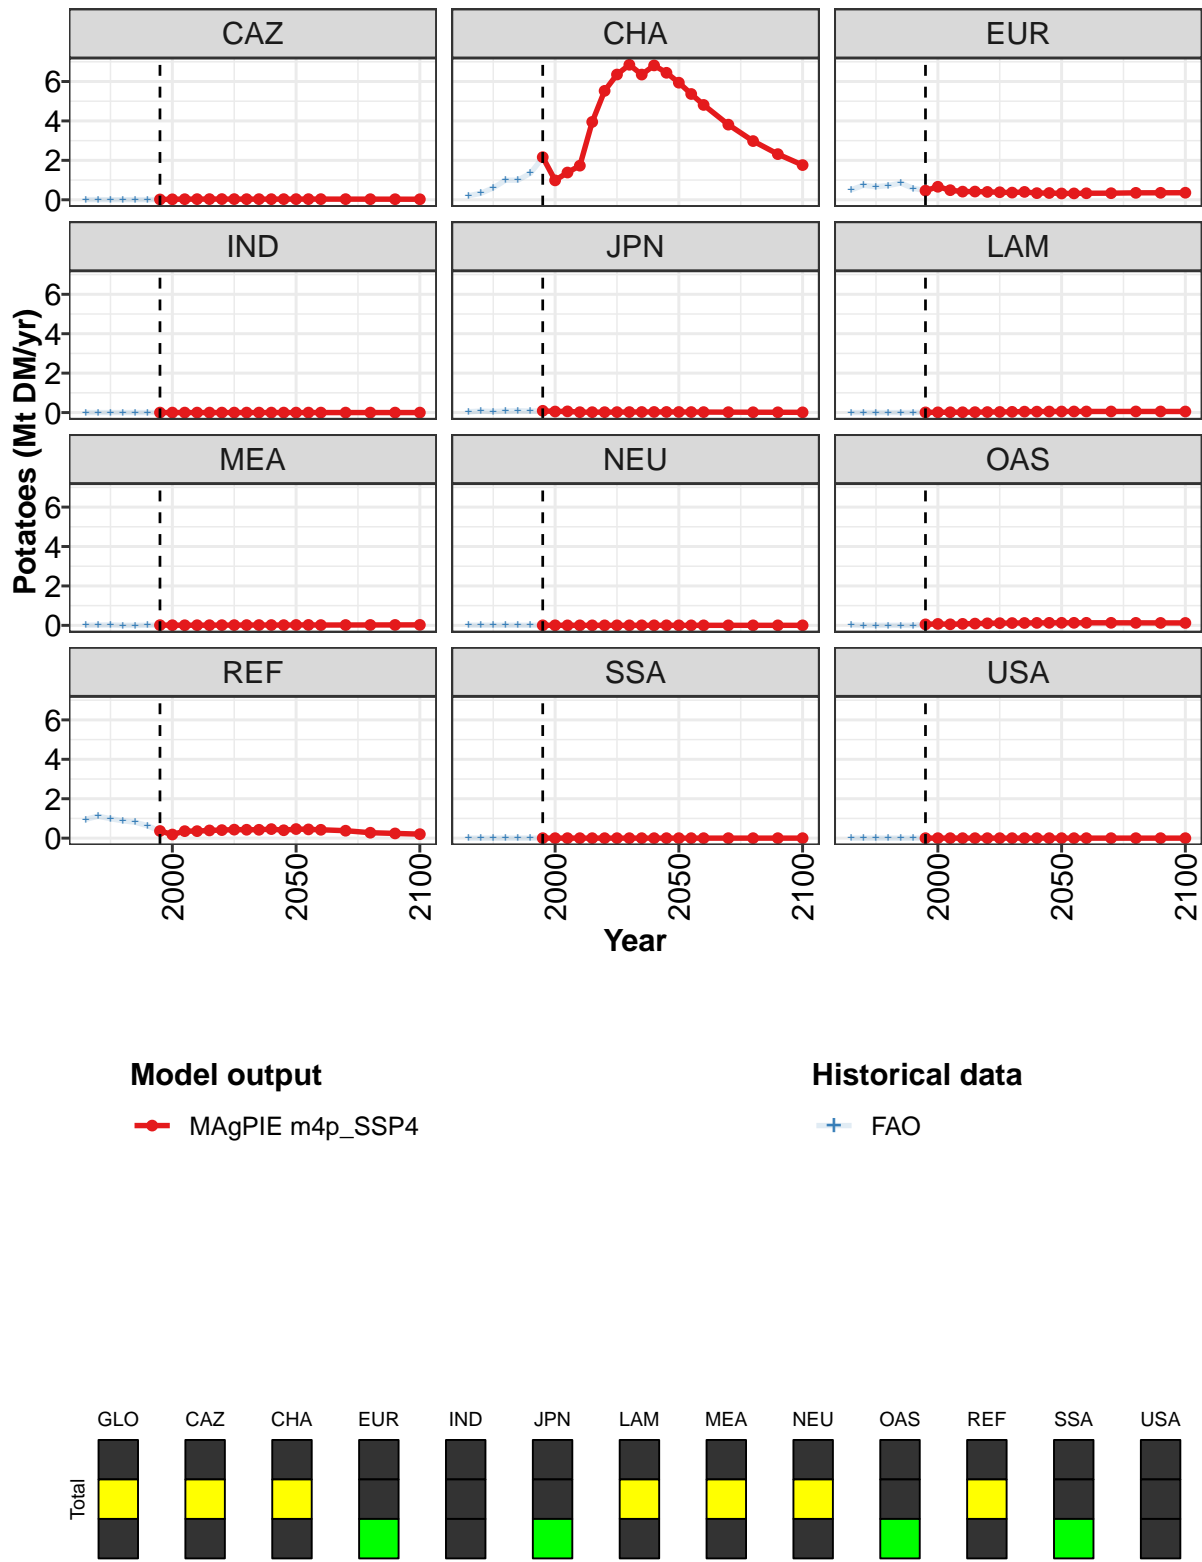 CAZ CHA EUR
6
4
2
0
IND JPN LAM
6
4
2
0
MEA NEU OAS
6
4
2
0
REF SSA USA
6
4
2
0
2000 2050 2100 2000 2050 2100 2000 2050 2100
Year
Potatoes (Mt DM/yr)
Model output Historical data
MAgPIE m4p_SSP4 FAO
GLO CAZ CHA EUR IND JPN LAM MEA NEU OAS REF SSA USA
Total